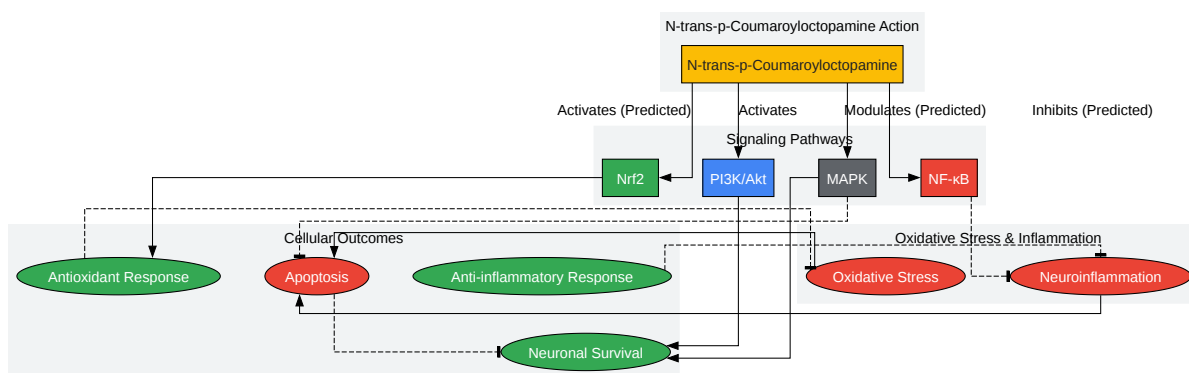 N-trans-p-Coumaroyloctopamine Action
N-trans-p-Coumaroyloctopamine
Activates (Predicted)
Activates
Modulates (Predicted)
Inhibits (Predicted)
Signaling Pathways
Nrf2
PI3K/Akt
MAPK
NF-κB
Cellular Outcomes
Oxidative Stress & Inflammation
Antioxidant Response
Apoptosis
Anti-inflammatory Response
Oxidative Stress
Neuroinflammation
Neuronal Survival